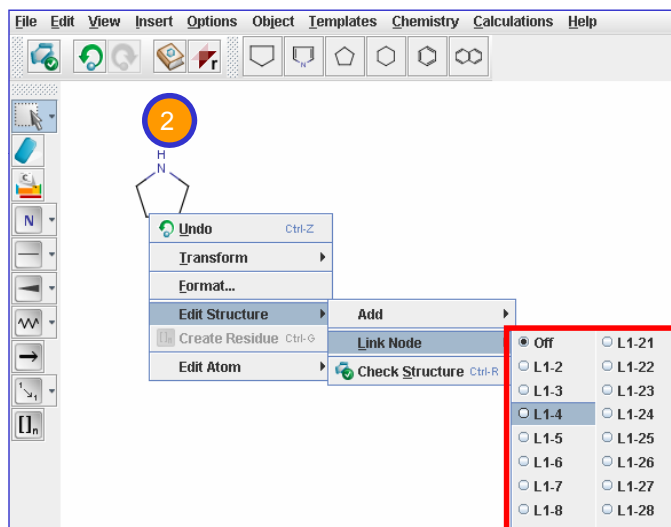 File Edit View Insert Options Object Templates Chemistry Calculations Help
r
N
2
H
N
C
N
Undo Ctrl-Z
Transform
Format...
Edit Structure
Create Residue Ctrl-G
Edit Atom
Add
Link Node
Check Structure Ctrl-R
Off L1-21
L1-2 L1-22
L1-3 L1-23
L1-4 L1-24
L1-5 L1-25
L1-6 L1-26
L1-7 L1-27
L1-8 L1-28
1 1
[]n